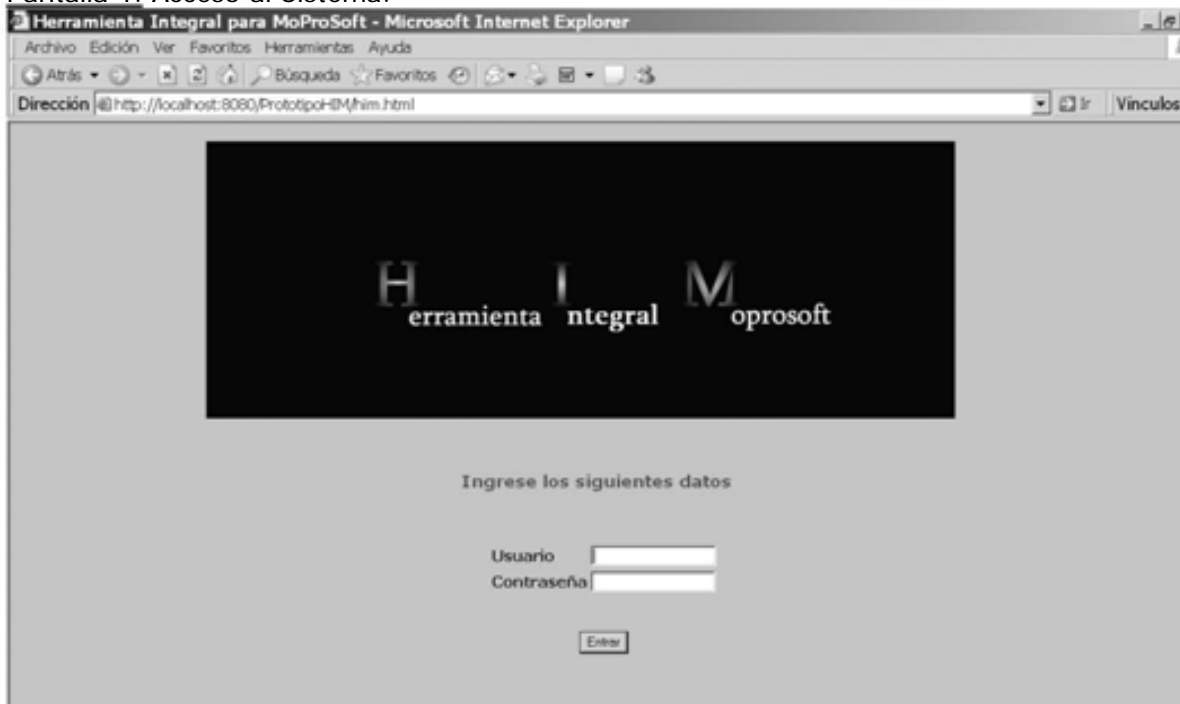 Pantalla 1. Acceso al Sistema.
Herramienta Integral para MoProSoft - Microsoft Internet Explorer
Archivo Edición Ver Favoritos Herramientas Ayuda
Atrás Búsqueda Favoritos
Dirección http://localhost:8080/PrototipoHIM/him.html Ir Vínculos
Herramienta Integral Moprosoft
Ingrese los siguientes datos
Usuario
Contraseña
Entrar